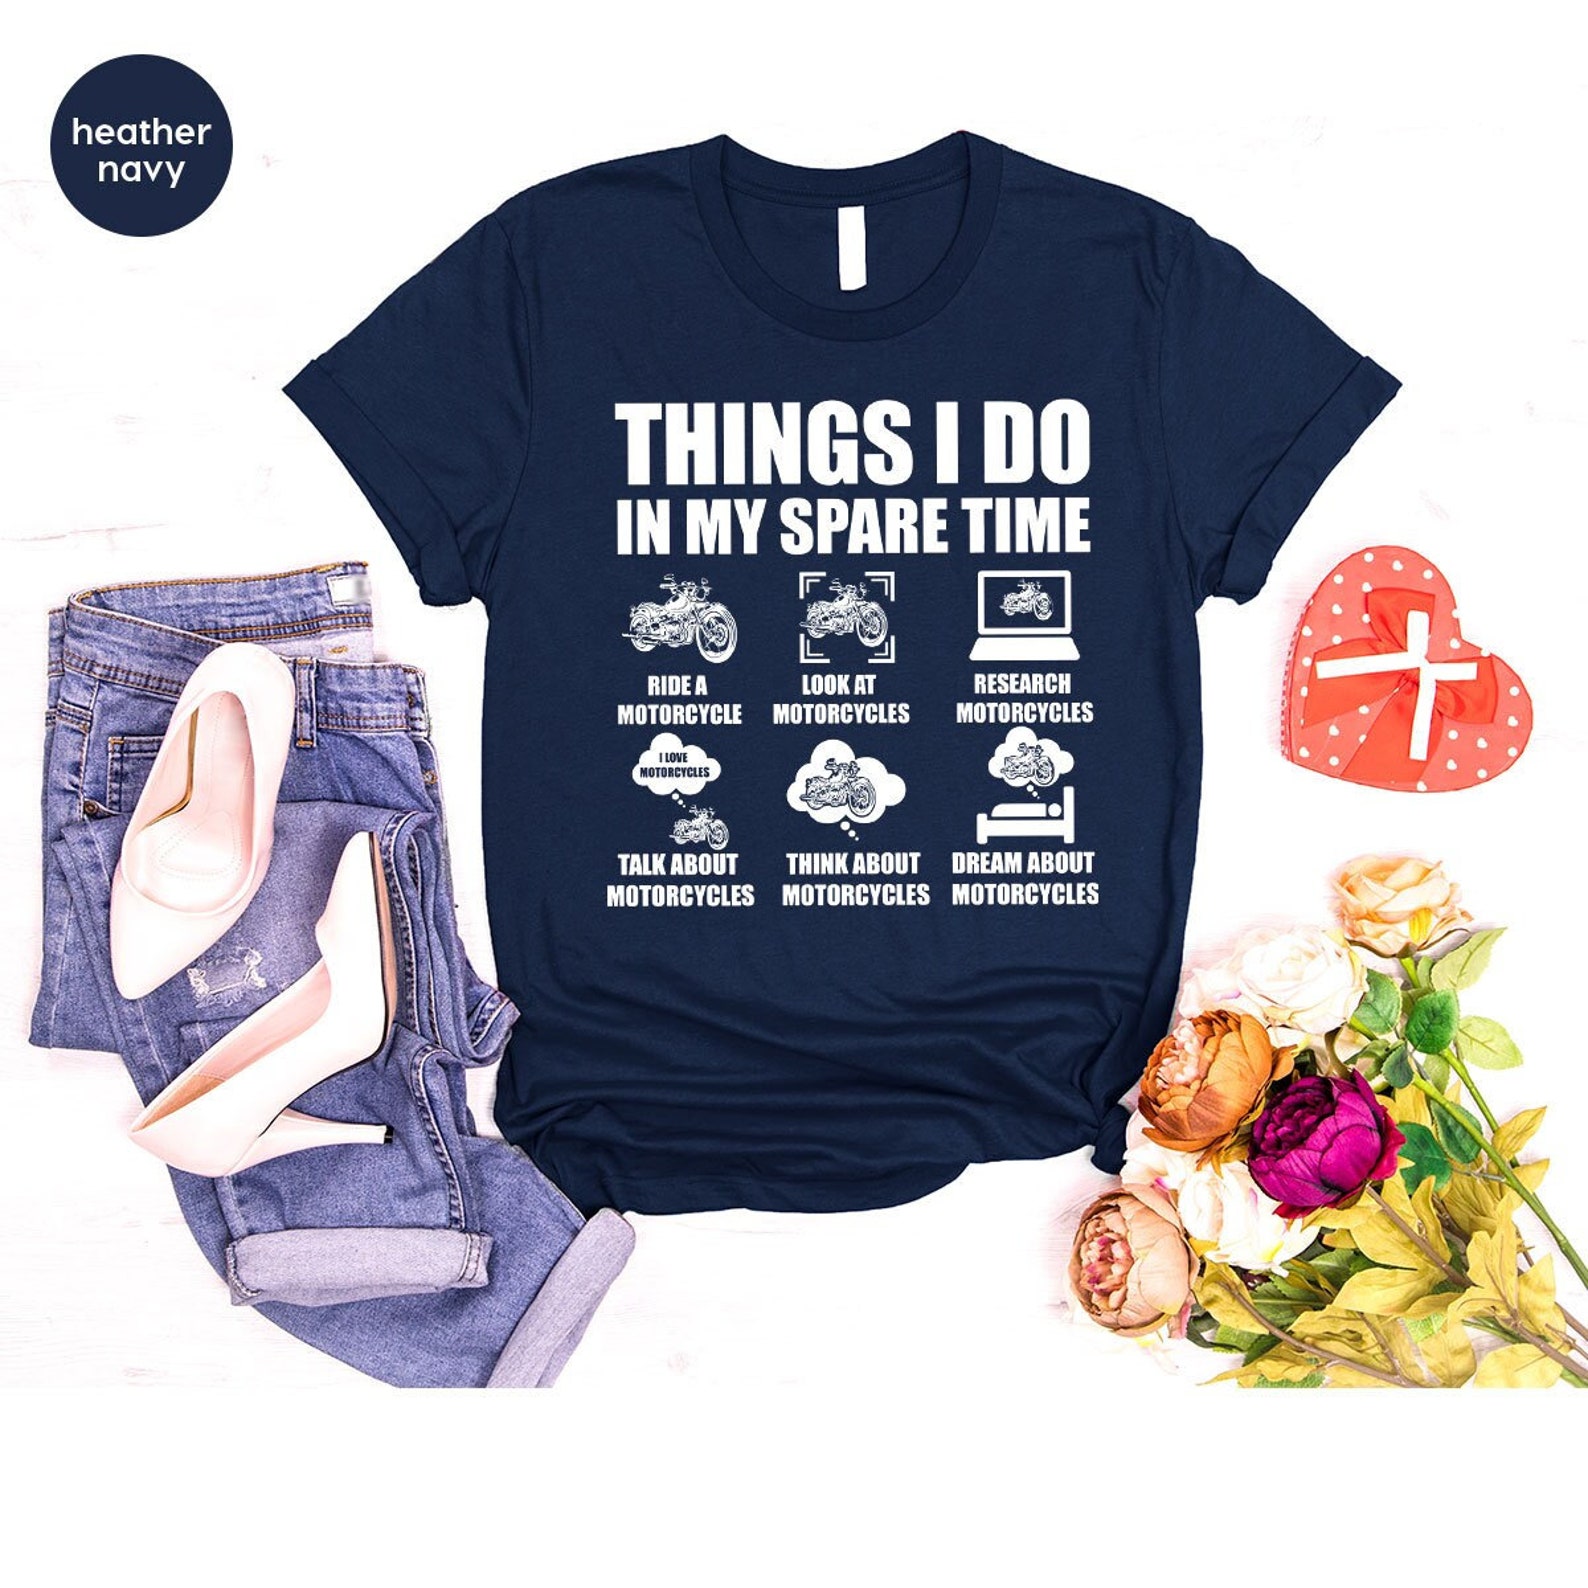 heather
navy
THINGS I DO
IN MY SPARE TIME
RIDE A
MOTORCYCLE
LOOK AT
MOTORCYCLES
RESEARCH
MOTORCYCLES
I LOVE
MOTORCYCLES
TALK ABOUT
MOTORCYCLES
THINK ABOUT
MOTORCYCLES
DREAM ABOUT
MOTORCYCLES